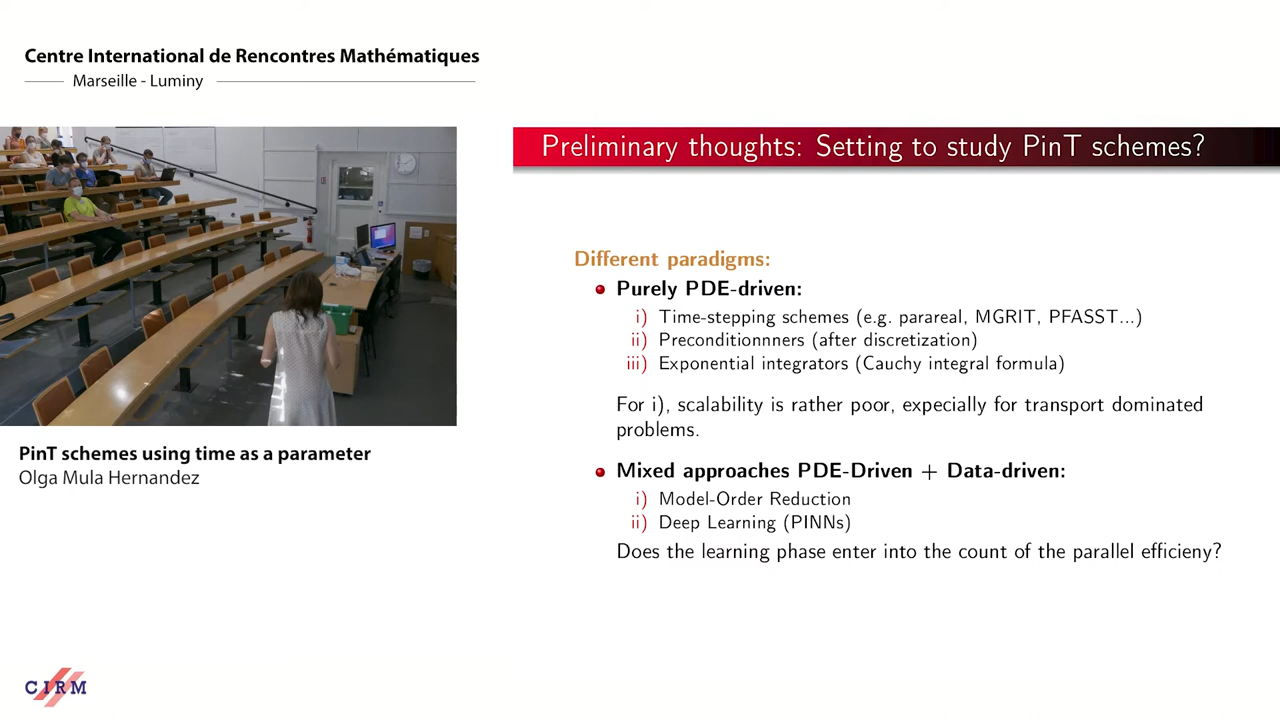 Centre International de Rencontres Mathématiques
Marseille - Luminy
Preliminary thoughts: Setting to study PinT schemes?
Different paradigms:
Purely PDE-driven:
i) Time-stepping schemes (e.g. parareal, MGRIT, PFASST...)
ii) Preconditionnners (after discretization)
iii) Exponential integrators (Cauchy integral formula)
For i), scalability is rather poor, expecially for transport dominated
problems.
Mixed approaches PDE-Driven + Data-driven:
i) Model-Order Reduction
ii) Deep Learning (PINNs)
Does the learning phase enter into the count of the parallel efficieny?
PinT schemes using time as a parameter
Olga Mula Hernandez
CIRM